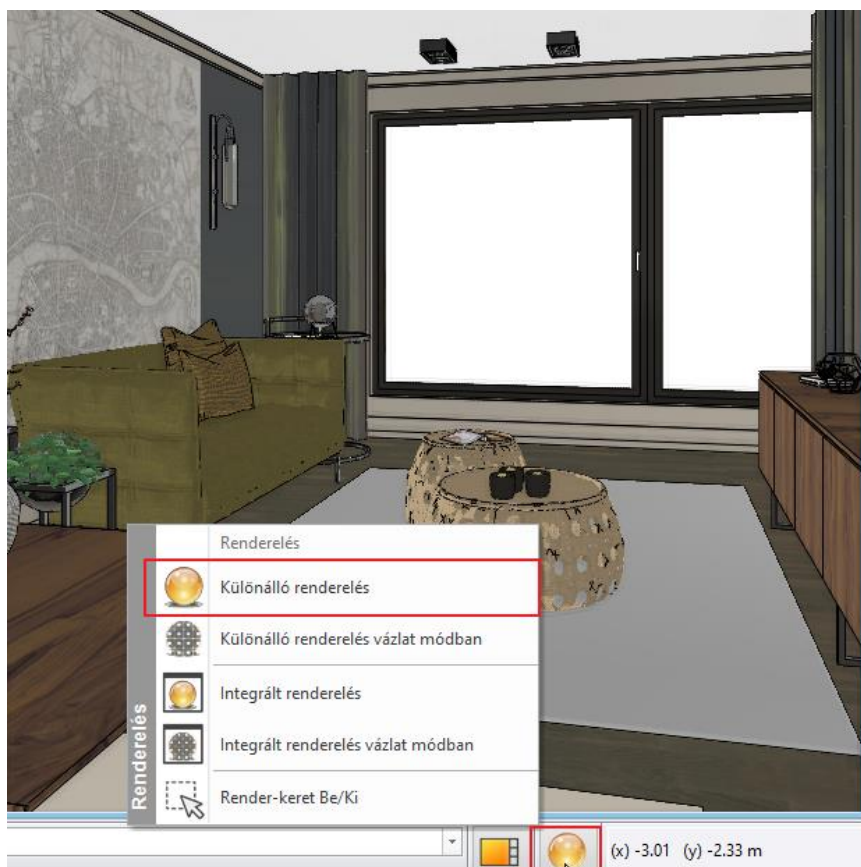 Renderelés
Renderelés
Különálló renderelés
Különálló renderelés vázlat módban
Integrált renderelés
Integrált renderelés vázlat módban
Render-keret Be/Ki
(x) -3.01 (y) -2.33 m